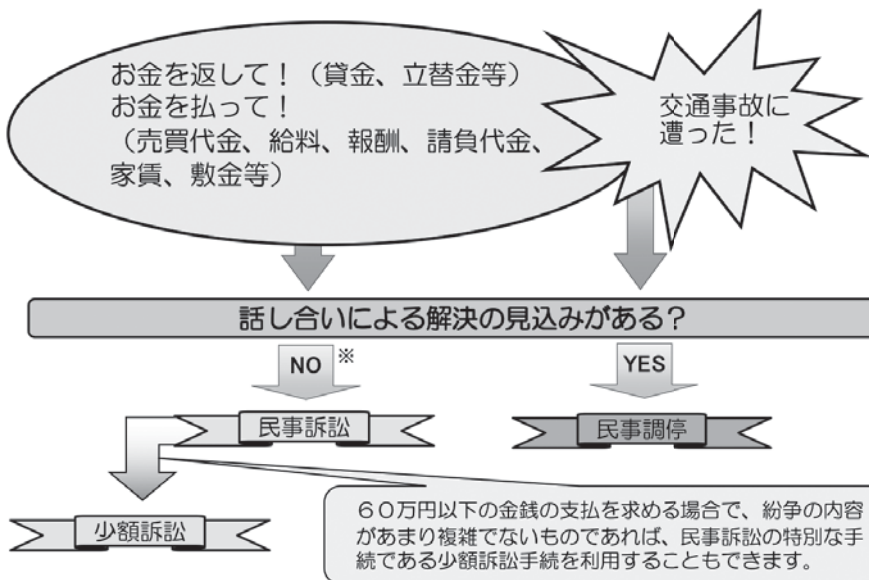 お金を返して！（貸金、立替金等）
お金を払って！
（売買代金、給料、報酬、請負代金、
家賃、敷金等）
交通事故に
遭った！
話し合いによる解決の見込みがある？
NO ※
YES
民事訴訟
民事調停
少額訴訟
６０万円以下の金銭の支払を求める場合で、紛争の内容
があまり複雑でないものであれば、民事訴訟の特別な手
続である少額訴訟手続を利用することもできます。